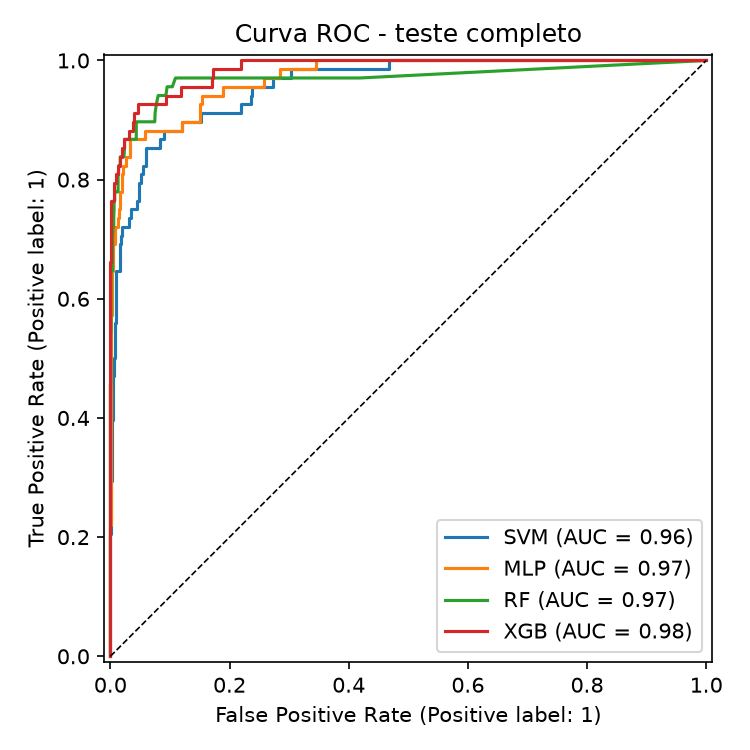 Curva ROC - teste completo
True Positive Rate (Positive label: 1)
1.0
0.8
0.6
0.4
0.2
0.0
SVM (AUC = 0.96)
MLP (AUC = 0.97)
RF (AUC = 0.97)
XGB (AUC = 0.98)
0.0 0.2 0.4 0.6 0.8 1.0
False Positive Rate (Positive label: 1)